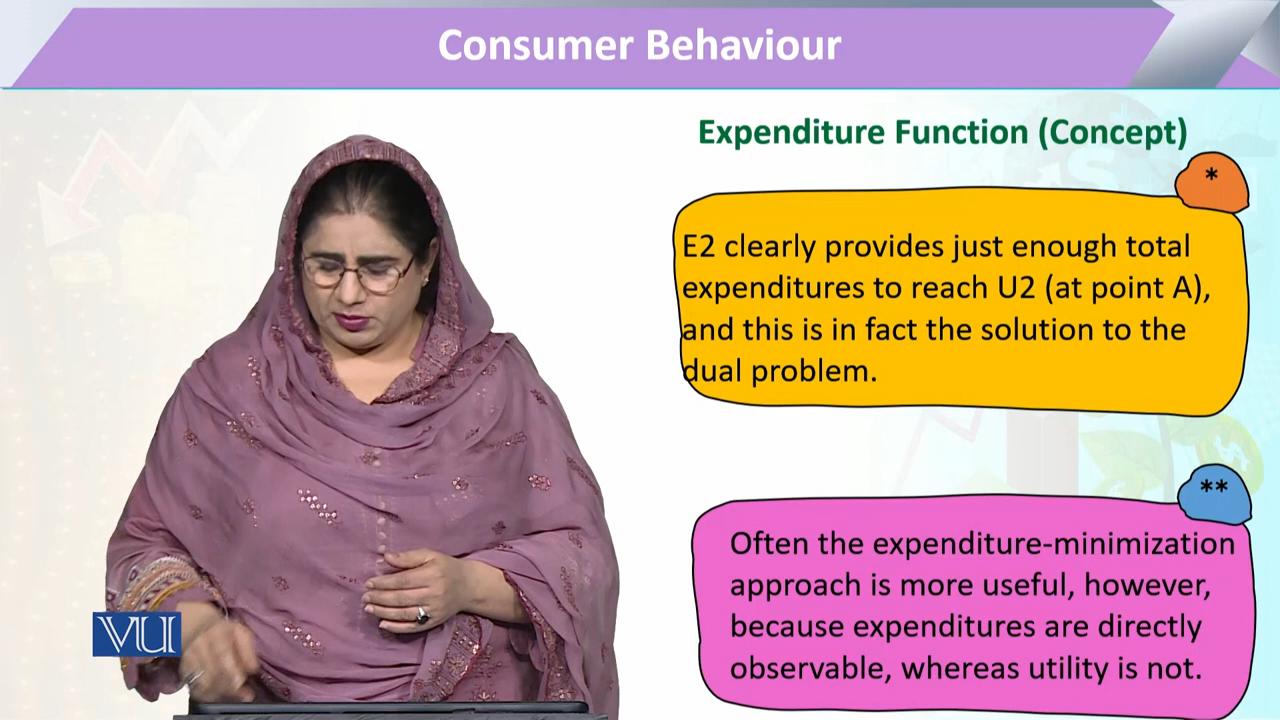 Consumer Behaviour
Expenditure Function (Concept)
*
E2 clearly provides just enough total
expenditures to reach U2 (at point A),
and this is in fact the solution to the
dual problem.
**
Often the expenditure-minimization
approach is more useful, however,
because expenditures are directly
observable, whereas utility is not.
VU